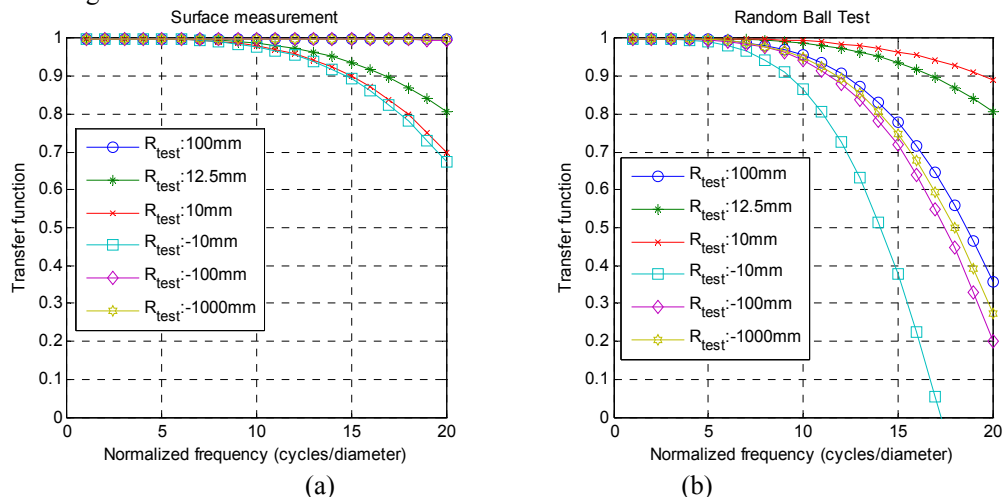 Surface measurement
1
0.9
0.8
0.7
0.6
0.5
0.4
0.3
0.2
0.1
0
Transfer function
R_test:100mm
R_test:12.5mm
R_test:10mm
R_test:-10mm
R_test:-100mm
R_test:-1000mm
0 5 10 15 20
Normalized frequency (cycles/diameter)
(a)
Random Ball Test
1
0.9
0.8
0.7
0.6
0.5
0.4
0.3
0.2
0.1
0
Transfer function
R_test:100mm
R_test:12.5mm
R_test:10mm
R_test:-10mm
R_test:-100mm
R_test:-1000mm
0 5 10 15 20
Normalized frequency (cycles/diameter)
(b)